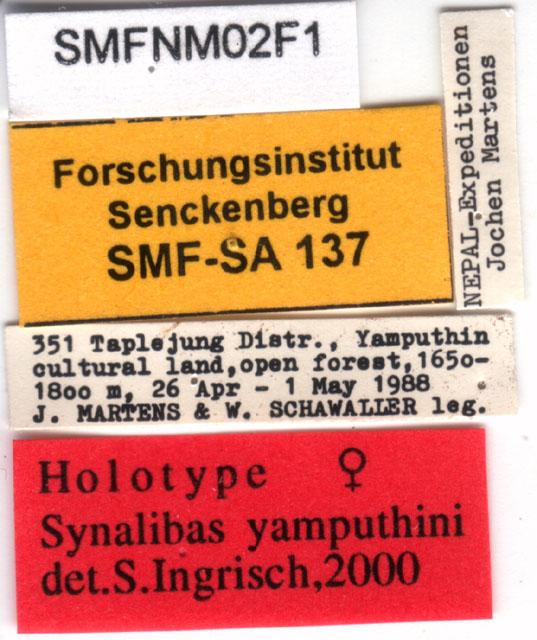 SMFNM02F1
Forschungsinstitut
Senckenberg
SMF-SA 137
NEPAL-Expeditionen
Jochen Martens
351 Taplejung Distr., Yamputhin
cultural land,open forest,165o-
18oo m, 26 Apr - 1 May 1988
J. MARTENS & W. SCHAWALLER leg.
Holotype ♀
Synalibas yamputhini
det.S.Ingrisch,2000